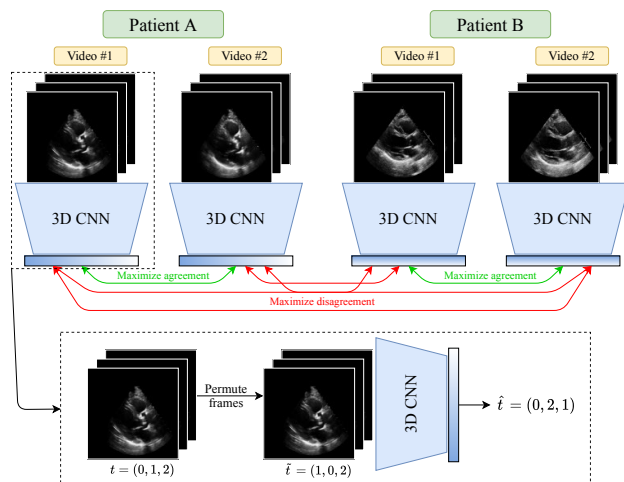 Patient A
Patient B
Video #1
Video #2
Video #1
Video #2
3D CNN
3D CNN
3D CNN
3D CNN
Maximize agreement
Maximize agreement
Maximize disagreement
Permute
frames
3D CNN
t̂ = (0, 2, 1)
t = (0, 1, 2)
t̃ = (1, 0, 2)